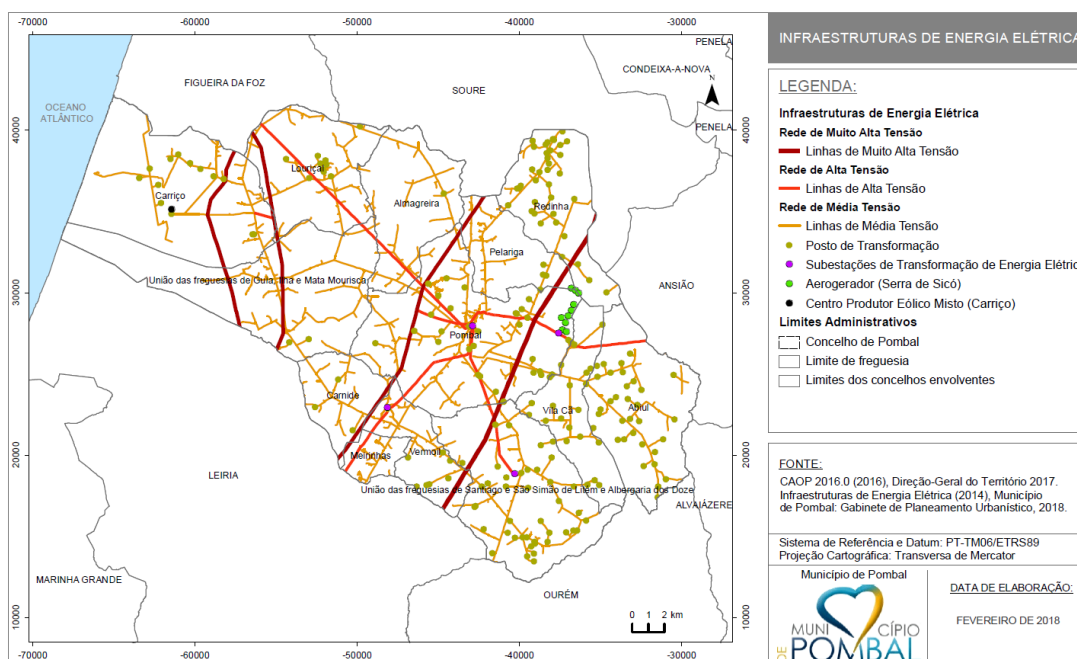 -70000
-60000
-50000
-40000
-30000
PENELA
CONDEIXA-A-NOVA
FIGUEIRA DA FOZ
SOURE
N
OCEANO
ATLÂNTICO
PENELA
40000
40000
Louriçal
Carriço
Almagreira
Redinha
Pelariga
União das freguesias de Guia, Ilha e Mata Mourisca
ANSIÃO
30000
30000
Pombal
Carnide
Vila Cã
Abiul
Meirinhas
Vermoil
20000
20000
LEIRIA
União das freguesias de Santiago e São Simão de Litém e Albergaria dos Doze
ALVAIÁZERE
MARINHA GRANDE
OURÉM
10000
10000
0 1 2 km
-70000
-60000
-50000
-40000
-30000
INFRAESTRUTURAS DE ENERGIA ELÉTRICA
LEGENDA:
Infraestruturas de Energia Elétrica
Rede de Muito Alta Tensão
Linhas de Muito Alta Tensão
Rede de Alta Tensão
Linhas de Alta Tensão
Rede de Média Tensão
Linhas de Média Tensão
Posto de Transformação
Subestações de Transformação de Energia Elétric
Aerogerador (Serra de Sicó)
Centro Produtor Eólico Misto (Carriço)
Limites Administrativos
Concelho de Pombal
Limite de freguesia
Limites dos concelhos envolventes
FONTE:
CAOP 2016.0 (2016), Direção-Geral do Território 2017.
Infraestruturas de Energia Elétrica (2014), Município
de Pombal: Gabinete de Planeamento Urbanístico, 2018.
Sistema de Referência e Datum: PT-TM06/ETRS89
Projeção Cartográfica: Transversa de Mercator
Município de Pombal
MUNICÍPIO
DE POMBAL
DATA DE ELABORAÇÃO:
FEVEREIRO DE 2018